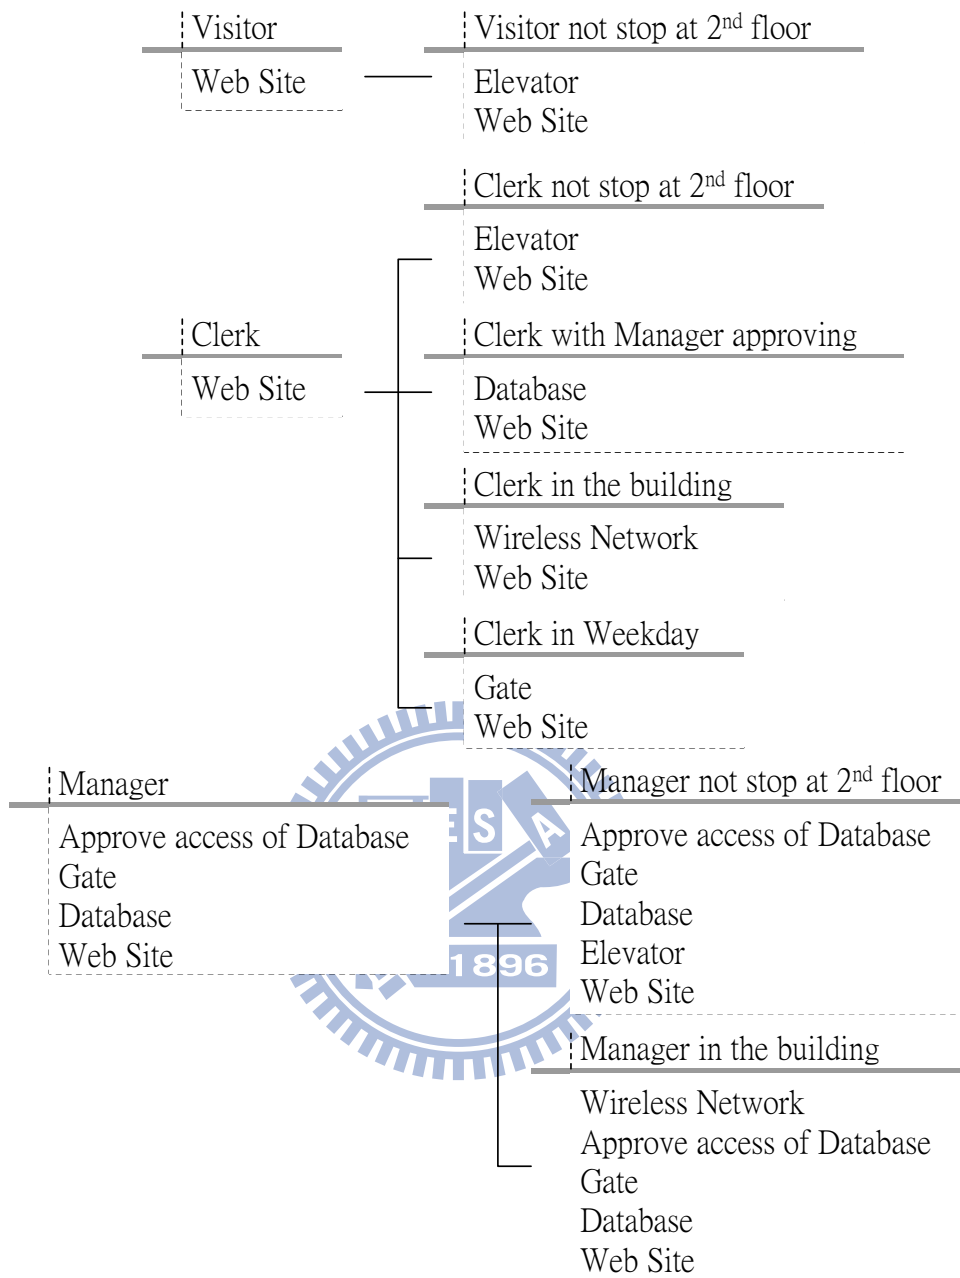 Visitor
Web Site
Visitor not stop at 2nd floor
Elevator
Web Site
Clerk not stop at 2nd floor
Elevator
Web Site
Clerk
Web Site
Clerk with Manager approving
Database
Web Site
Clerk in the building
Wireless Network
Web Site
Clerk in Weekday
Gate
Web Site
Manager
Approve access of Database
Gate
Database
Web Site
Manager not stop at 2nd floor
Approve access of Database
Gate
Database
Elevator
Web Site
Manager in the building
Wireless Network
Approve access of Database
Gate
Database
Web Site
E S A
1896